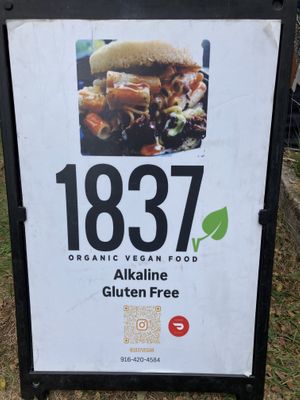 1837
V
ORGANIC VEGAN FOOD
Alkaline
Gluten Free
916-420-4584